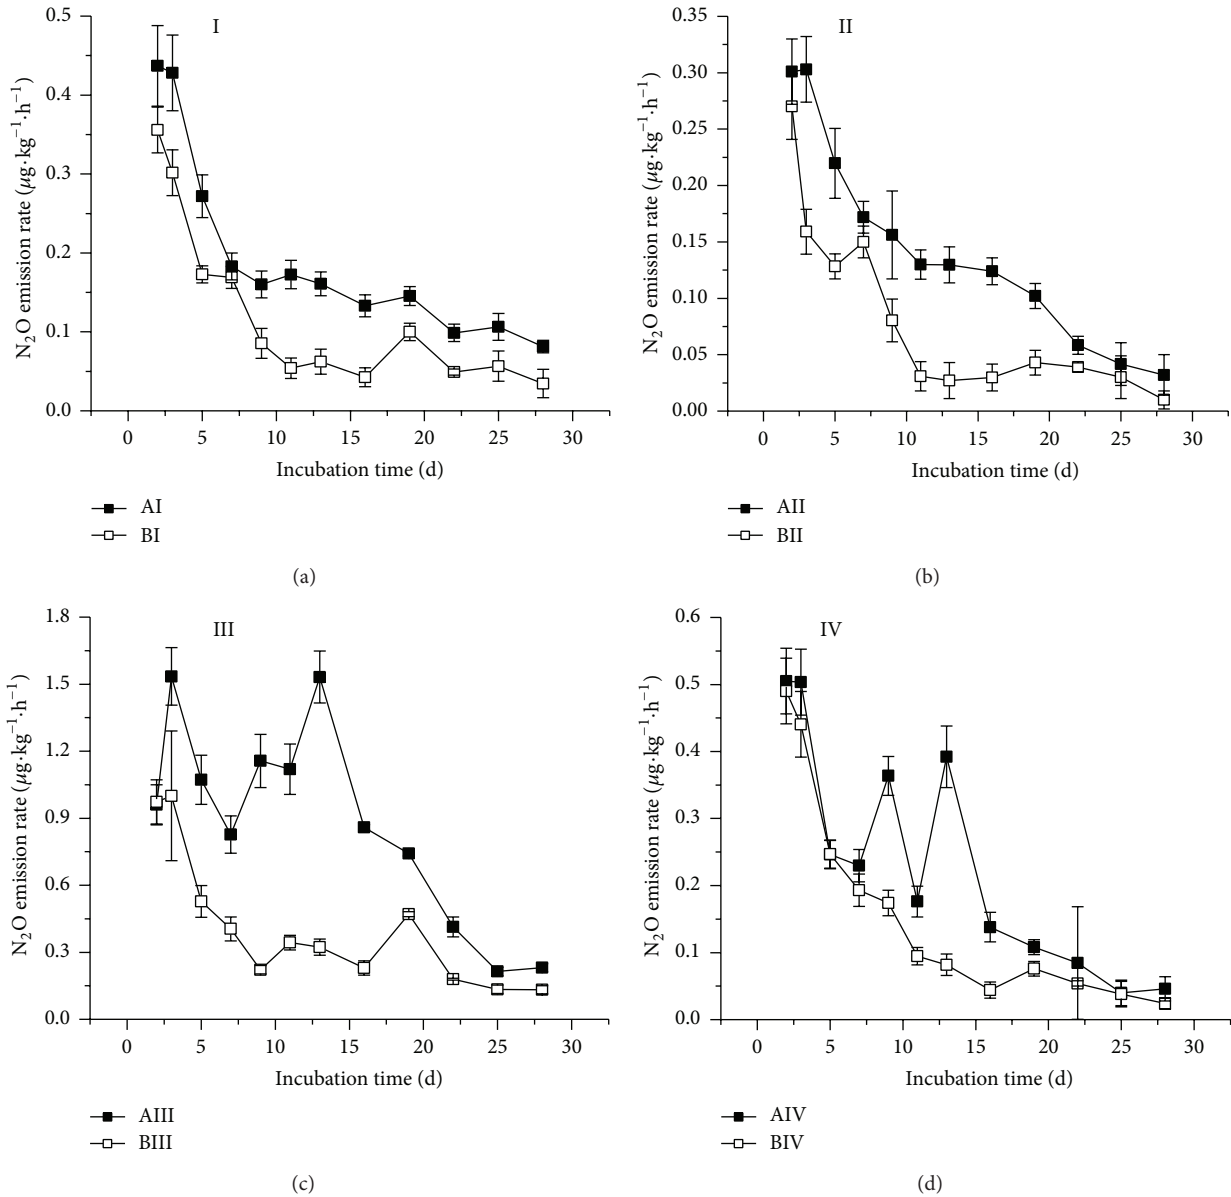 I
N₂O emission rate (μg·kg⁻¹·h⁻¹)
0.5
0.4
0.3
0.2
0.1
0.0
0 5 10 15 20 25 30
Incubation time (d)
AI
BI
(a)
II
N₂O emission rate (μg·kg⁻¹·h⁻¹)
0.35
0.30
0.25
0.20
0.15
0.10
0.05
0.00
0 5 10 15 20 25 30
Incubation time (d)
AII
BII
(b)
III
N₂O emission rate (μg·kg⁻¹·h⁻¹)
1.8
1.5
1.2
0.9
0.6
0.3
0.0
0 5 10 15 20 25 30
Incubation time (d)
AIII
BIII
(c)
IV
N₂O emission rate (μg·kg⁻¹·h⁻¹)
0.6
0.5
0.4
0.3
0.2
0.1
0.0
0 5 10 15 20 25 30
Incubation time (d)
AIV
BIV
(d)